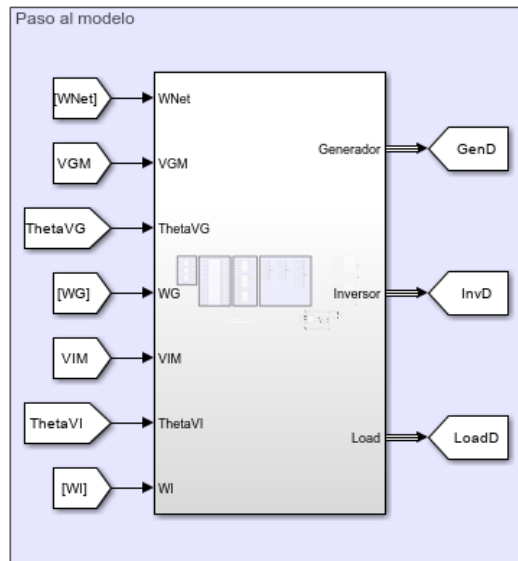 Paso al modelo
[WNet]
WNet
VGM
VGM
Generador
GenD
ThetaVG
ThetaVG
[WG]
WG
Inversor
InvD
VIM
VIM
ThetaVI
ThetaVI
Load
LoadD
[WI]
WI